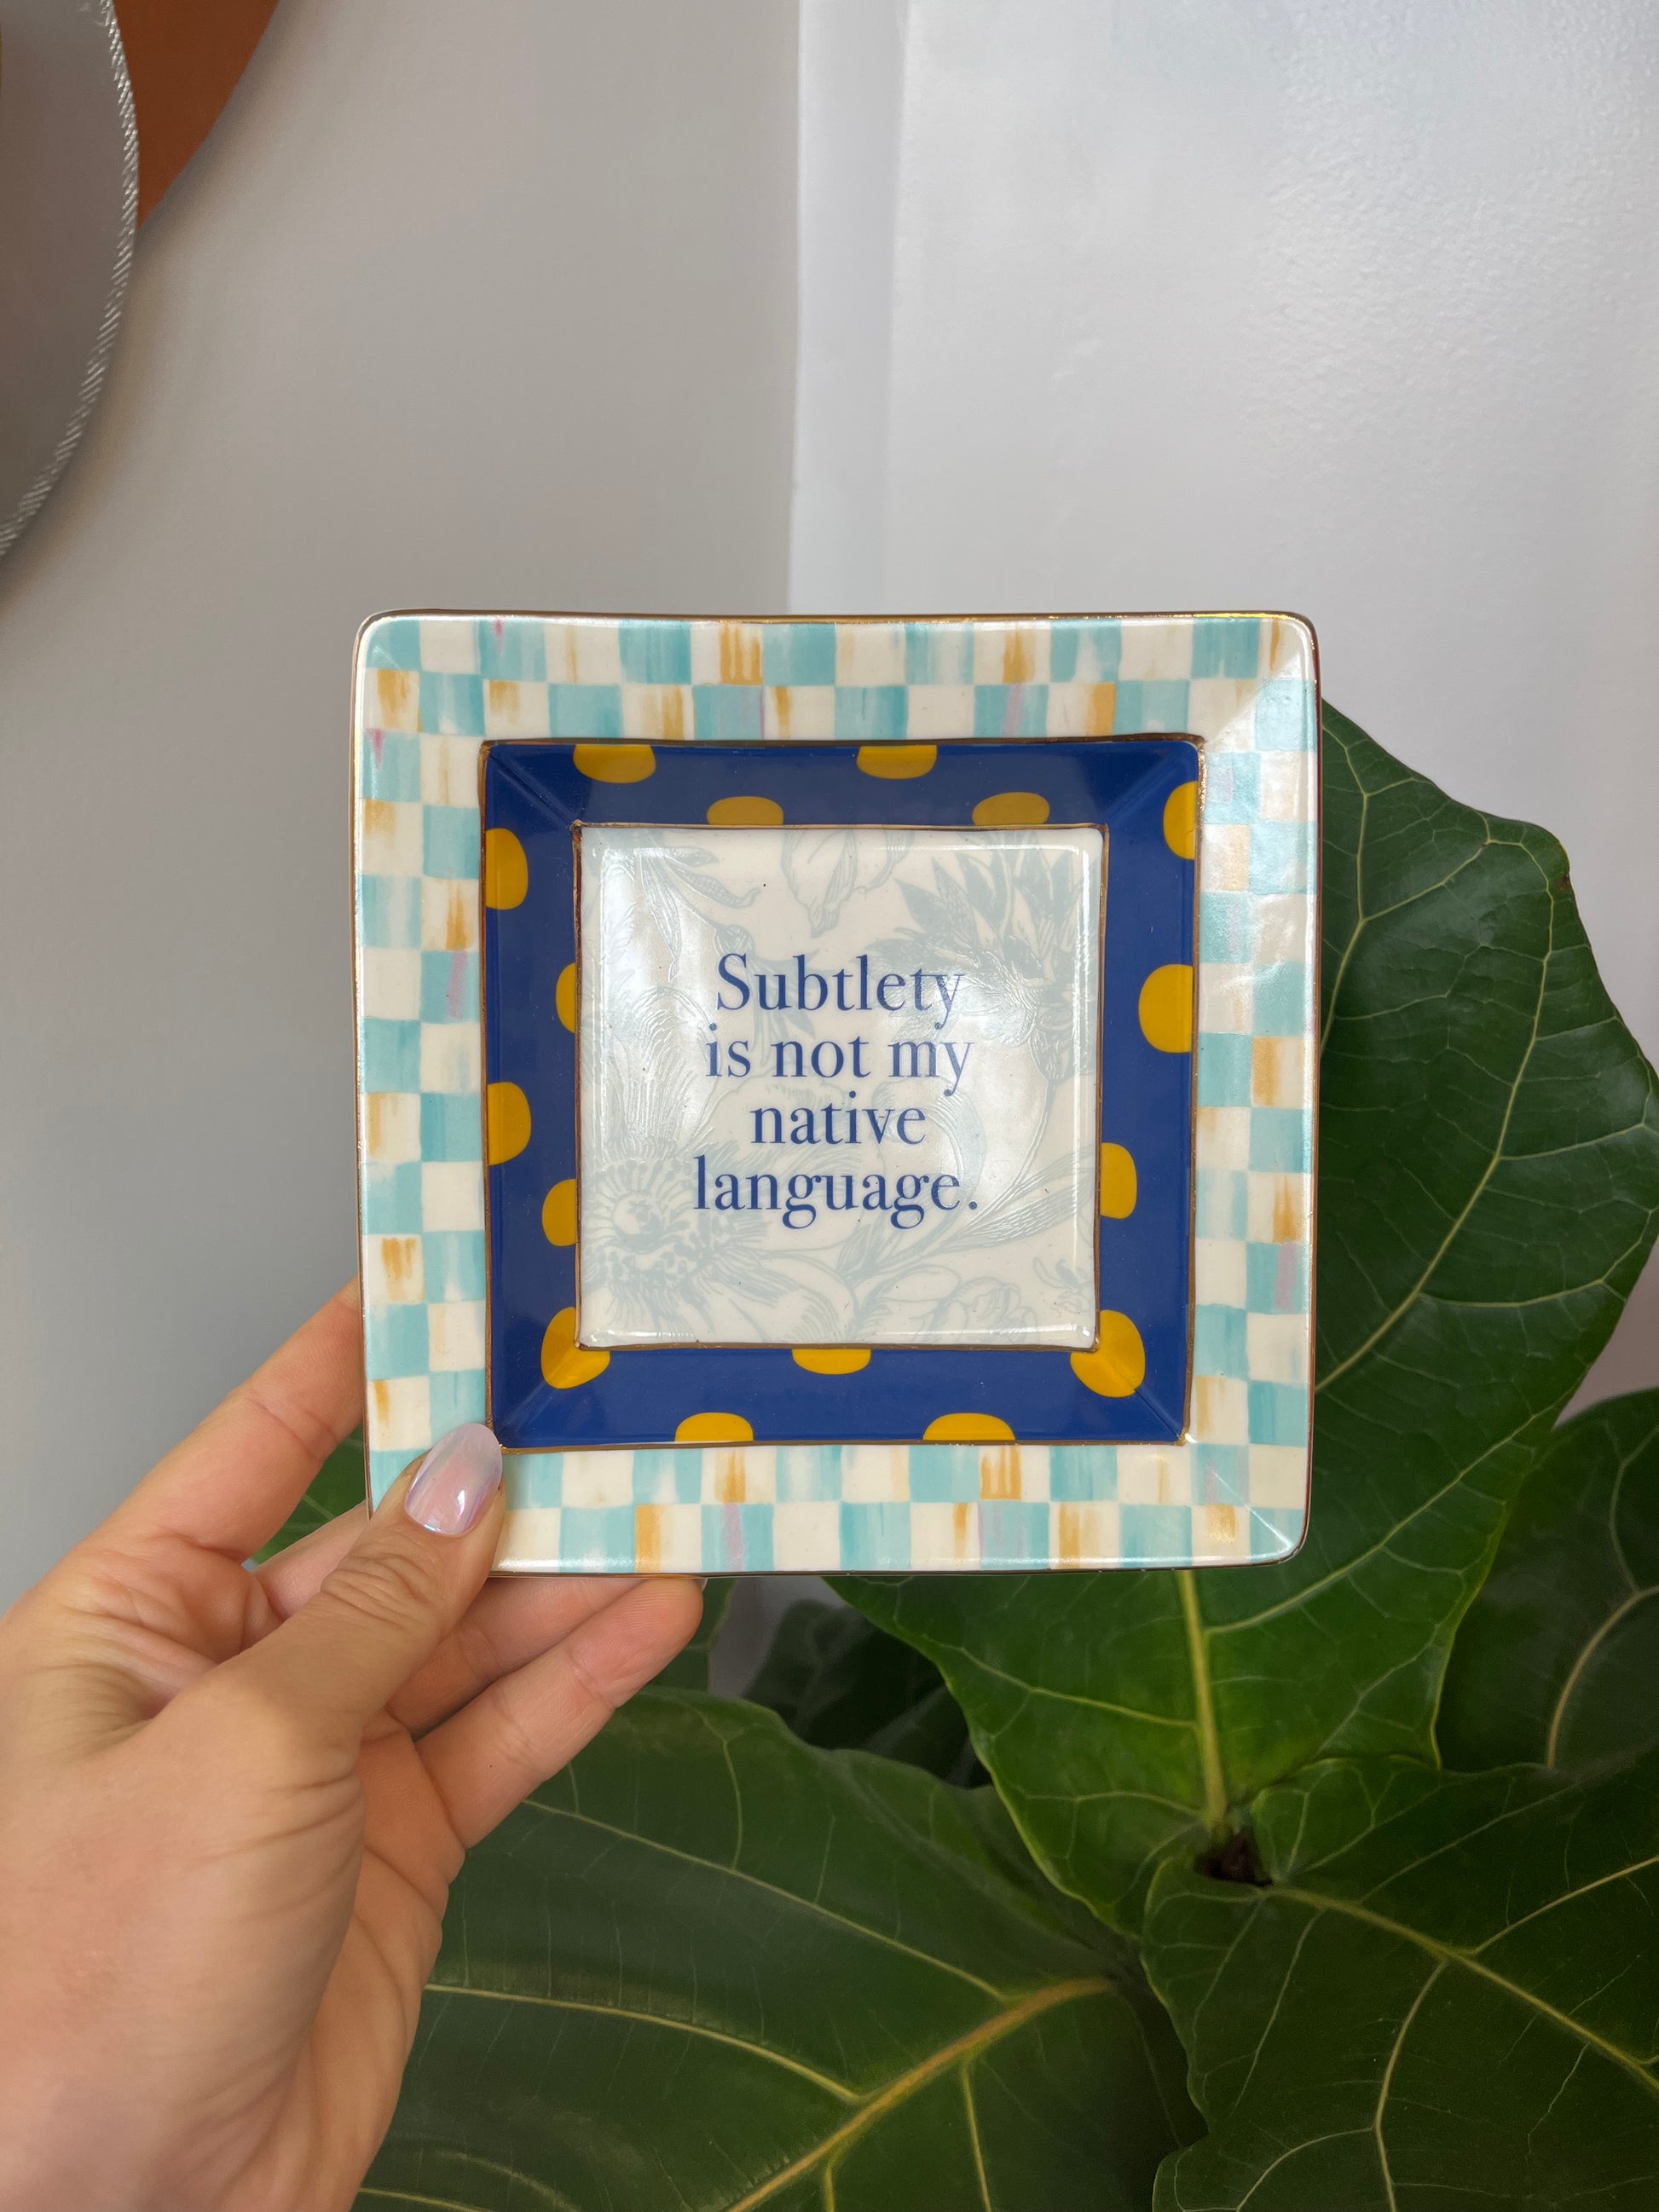 Subtlety
is not my
native
language.